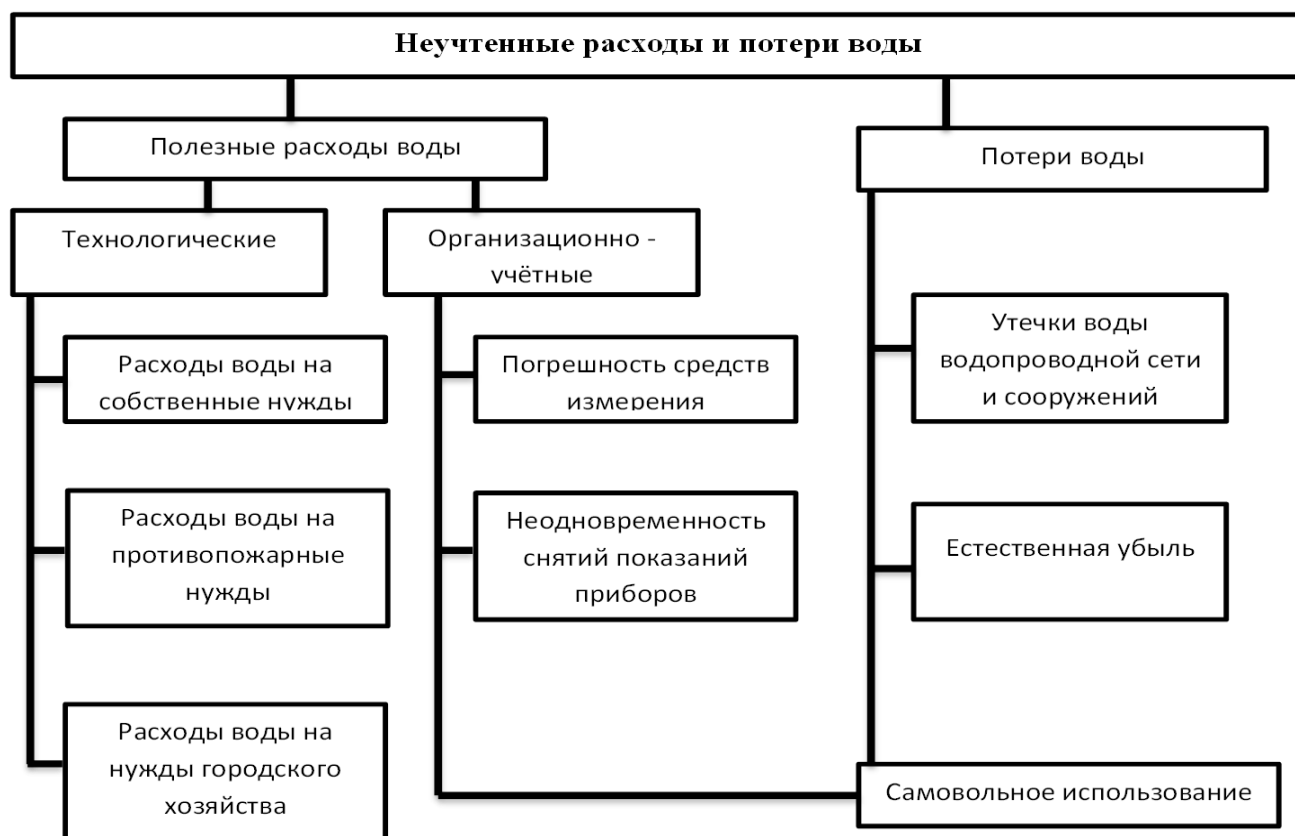 Неучтенные расходы и потери воды
Полезные расходы воды
Потери воды
Технологические
Организационно -
учётные
Расходы воды на
собственные нужды
Погрешность средств
измерения
Утечки воды
водопроводной сети
и сооружений
Расходы воды на
противопожарные
нужды
Неодновременность
снятий показаний
приборов
Естественная убыль
Расходы воды на
нужды городского
хозяйства
Самовольное использование